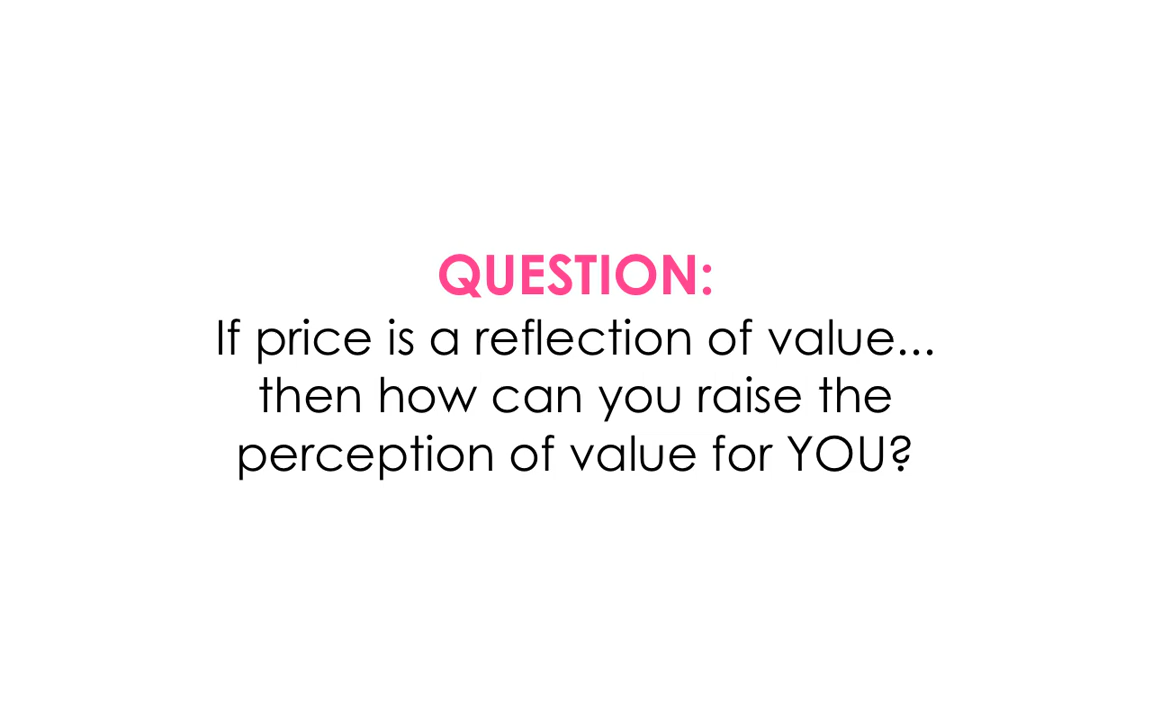 QUESTION:
If price is a reflection of value...
then how can you raise the
perception of value for YOU?